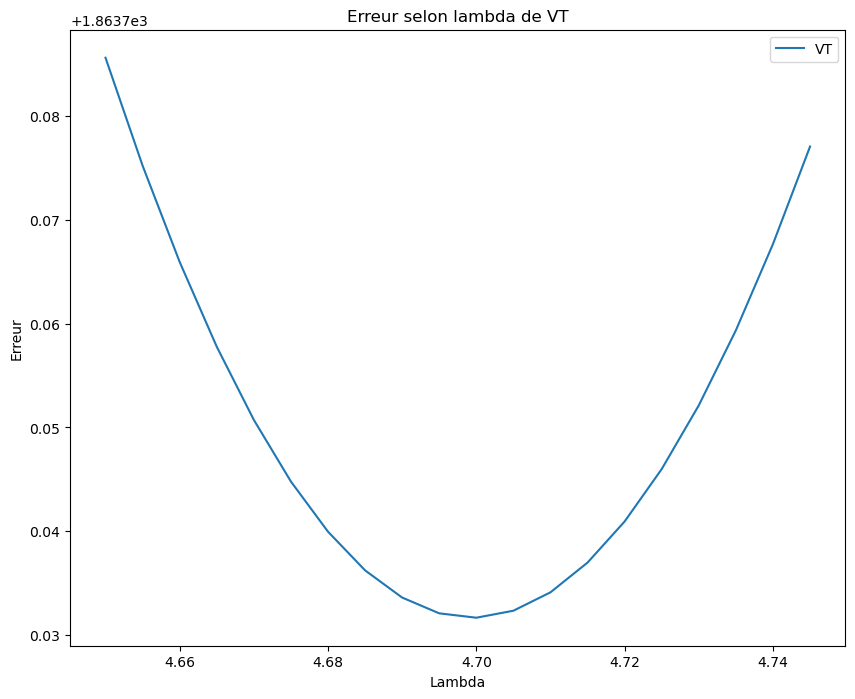 Erreur selon lambda de VT
+1.8637e3
VT
0.08
0.07
0.06
0.05
0.04
0.03
Erreur
4.66
4.68
4.70
4.72
4.74
Lambda